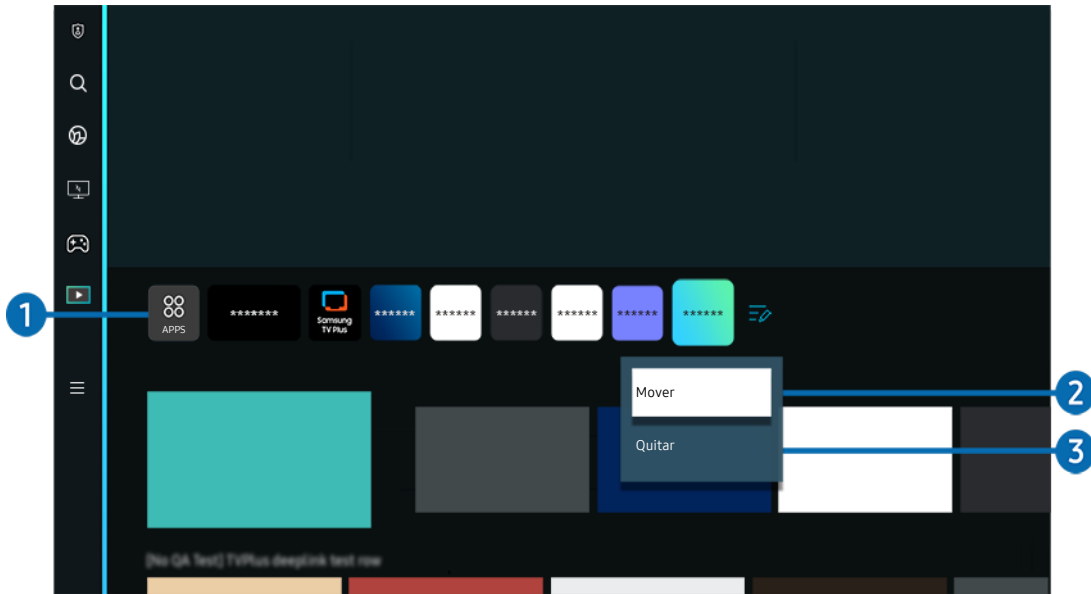 1
APPS
*******
Samsung
TV Plus
******
******
******
******
******
******
Mover
2
Quitar
3
[No QA Test] TVPlus deeplink test row